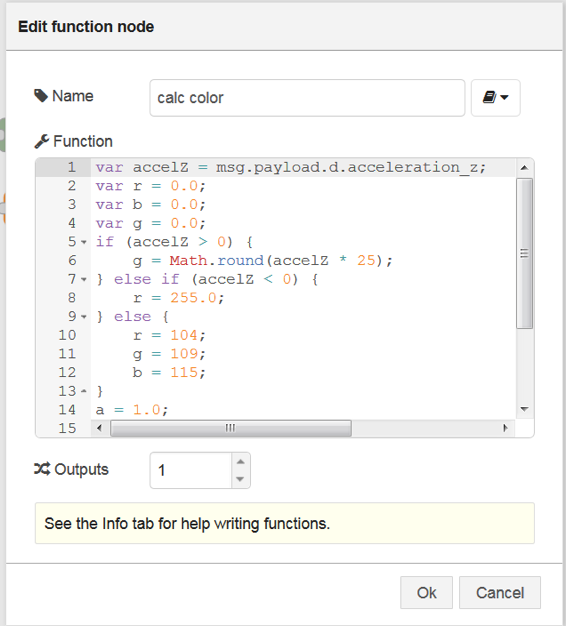 Edit function node
Name
calc color
Function
1 var accelZ = msg.payload.d.acceleration_z;
2 var r = 0.0;
3 var b = 0.0;
4 var g = 0.0;
5 if (accelZ > 0) {
6     g = Math.round(accelZ * 25);
7 } else if (accelZ < 0) {
8     r = 255.0;
9 } else {
10     r = 104;
11     g = 109;
12     b = 115;
13 }
14 a = 1.0;
15
Outputs
1
See the Info tab for help writing functions.
Ok Cancel